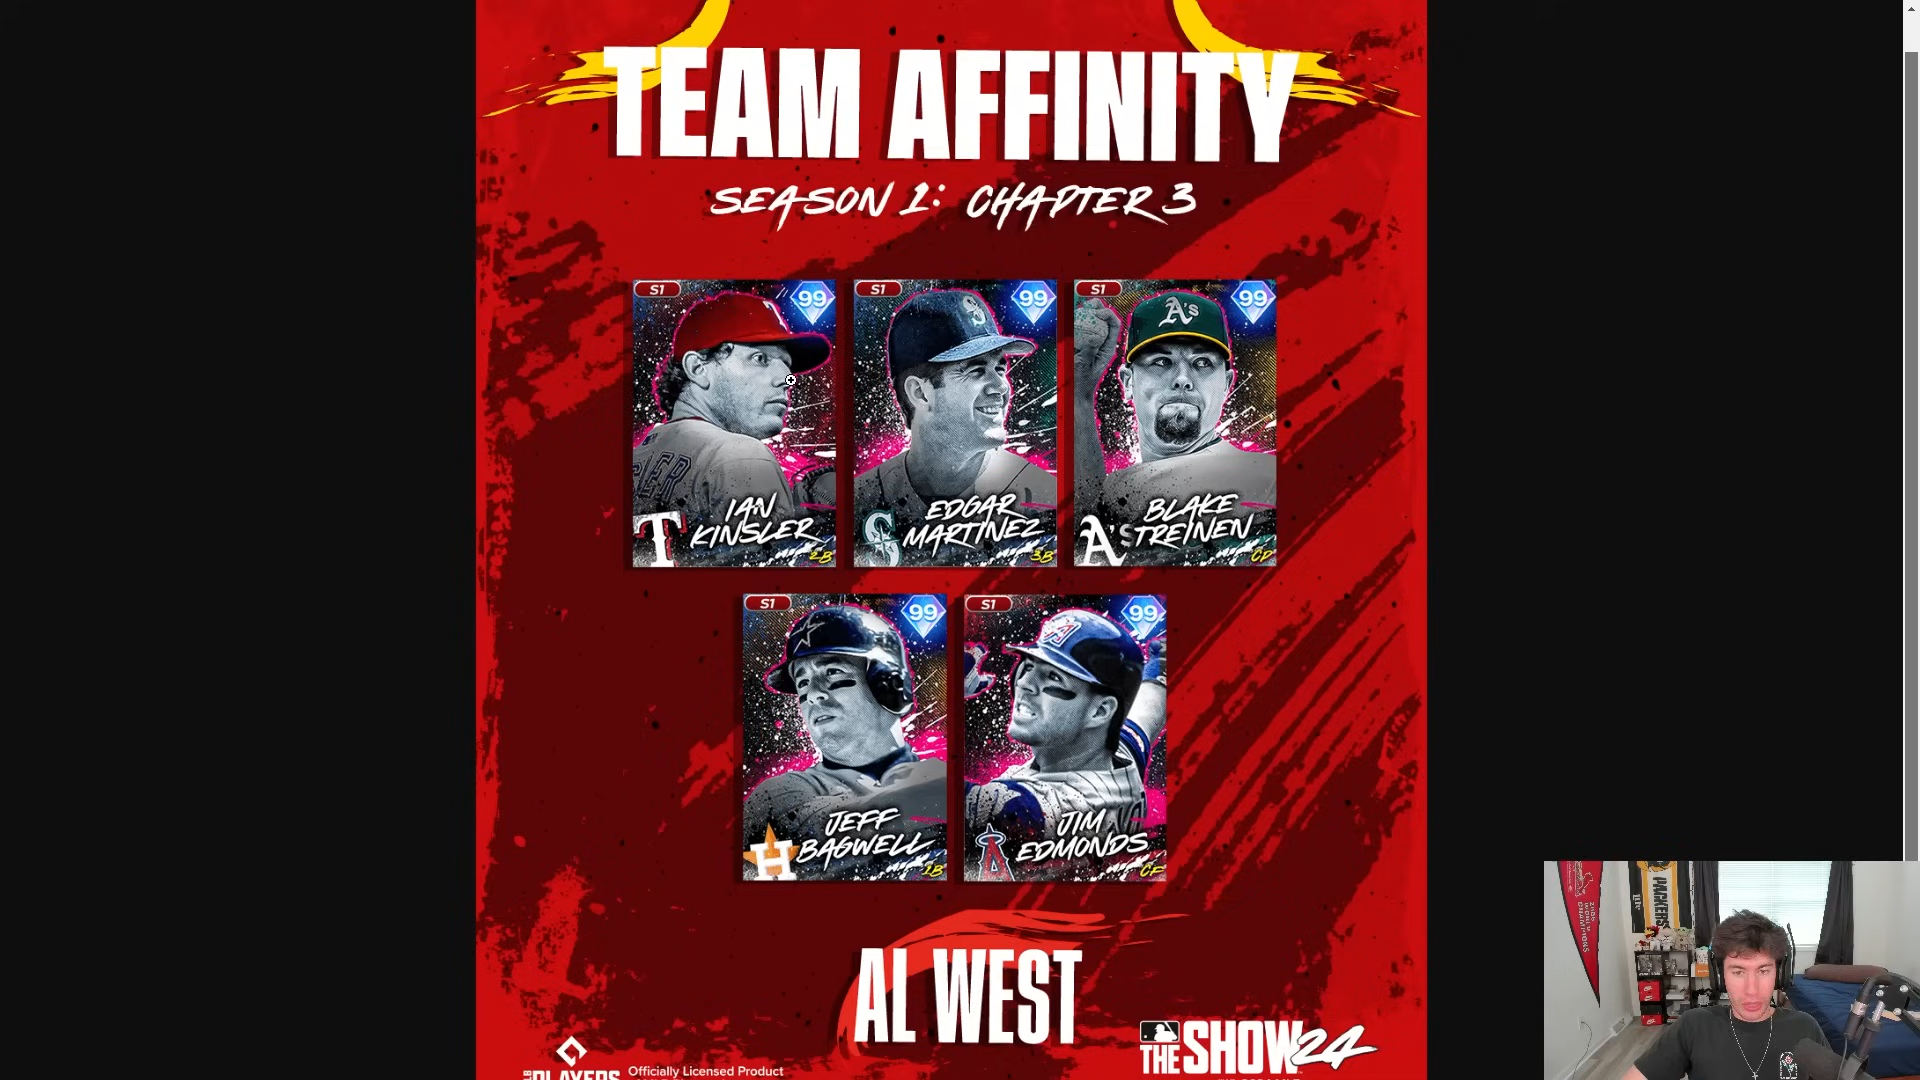 TEAM AFFINITY
SEASON 1: CHAPTER 3
S1 99
S1 99
A's
S1 99
IAN
KINSLER
2B
EDGAR
MARTINEZ
3B
BLAKE
TREINEN
CP
S1 99
S1 99
JEFF
BAGWELL
1B
JIM
EDMONDS
CF
AL WEST
PLAYERS
Officially Licensed Product
THE SHOW 24
PACKERS